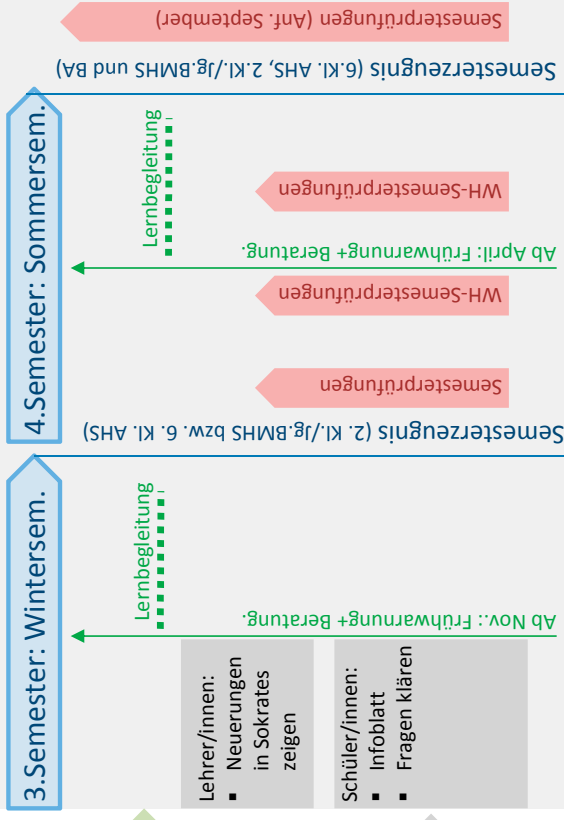 3.Semester: Wintersem.
Lernbegleitung
Lehrer/innen:
▪ Neuerungen
in Sokrates
zeigen
Schüler/innen:
▪ Infoblatt
▪ Fragen klären
Ab Nov.: Frühwarnung+ Beratung.
Semesterzeugnis (2. Kl./Jg.BMHS bzw. 6. Kl. AHS)
4.Semester: Sommersem.
Semesterprüfungen
WH-Semesterprüfungen
Ab April: Frühwarnung+ Beratung.
Lernbegleitung
WH-Semesterprüfungen
Semesterzeugnis (6.Kl. AHS, 2.Kl./Jg.BMHS und BA)
Semesterprüfungen (Anf. September)